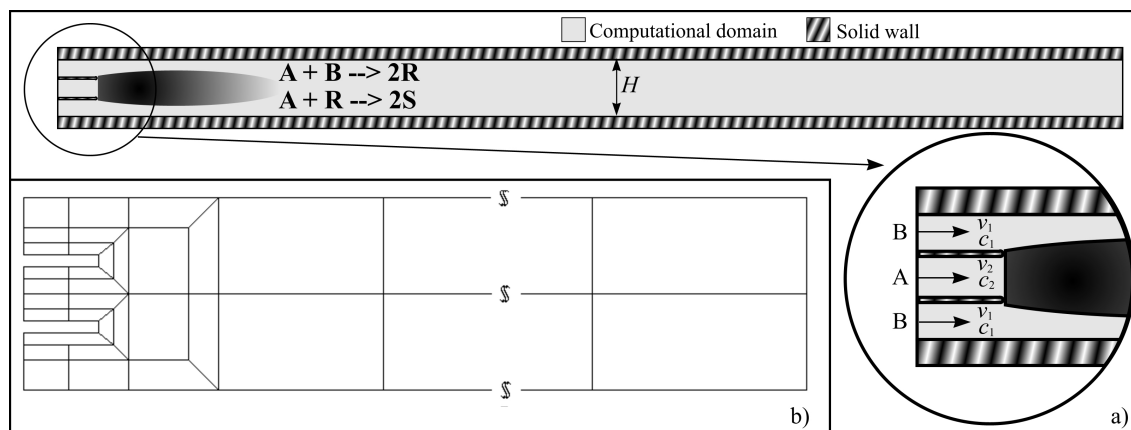 Computational domain
Solid wall
A + B --> 2R
A + R --> 2S
H
B
v1
c1
A
v2
c2
B
v1
c1
a)
b)